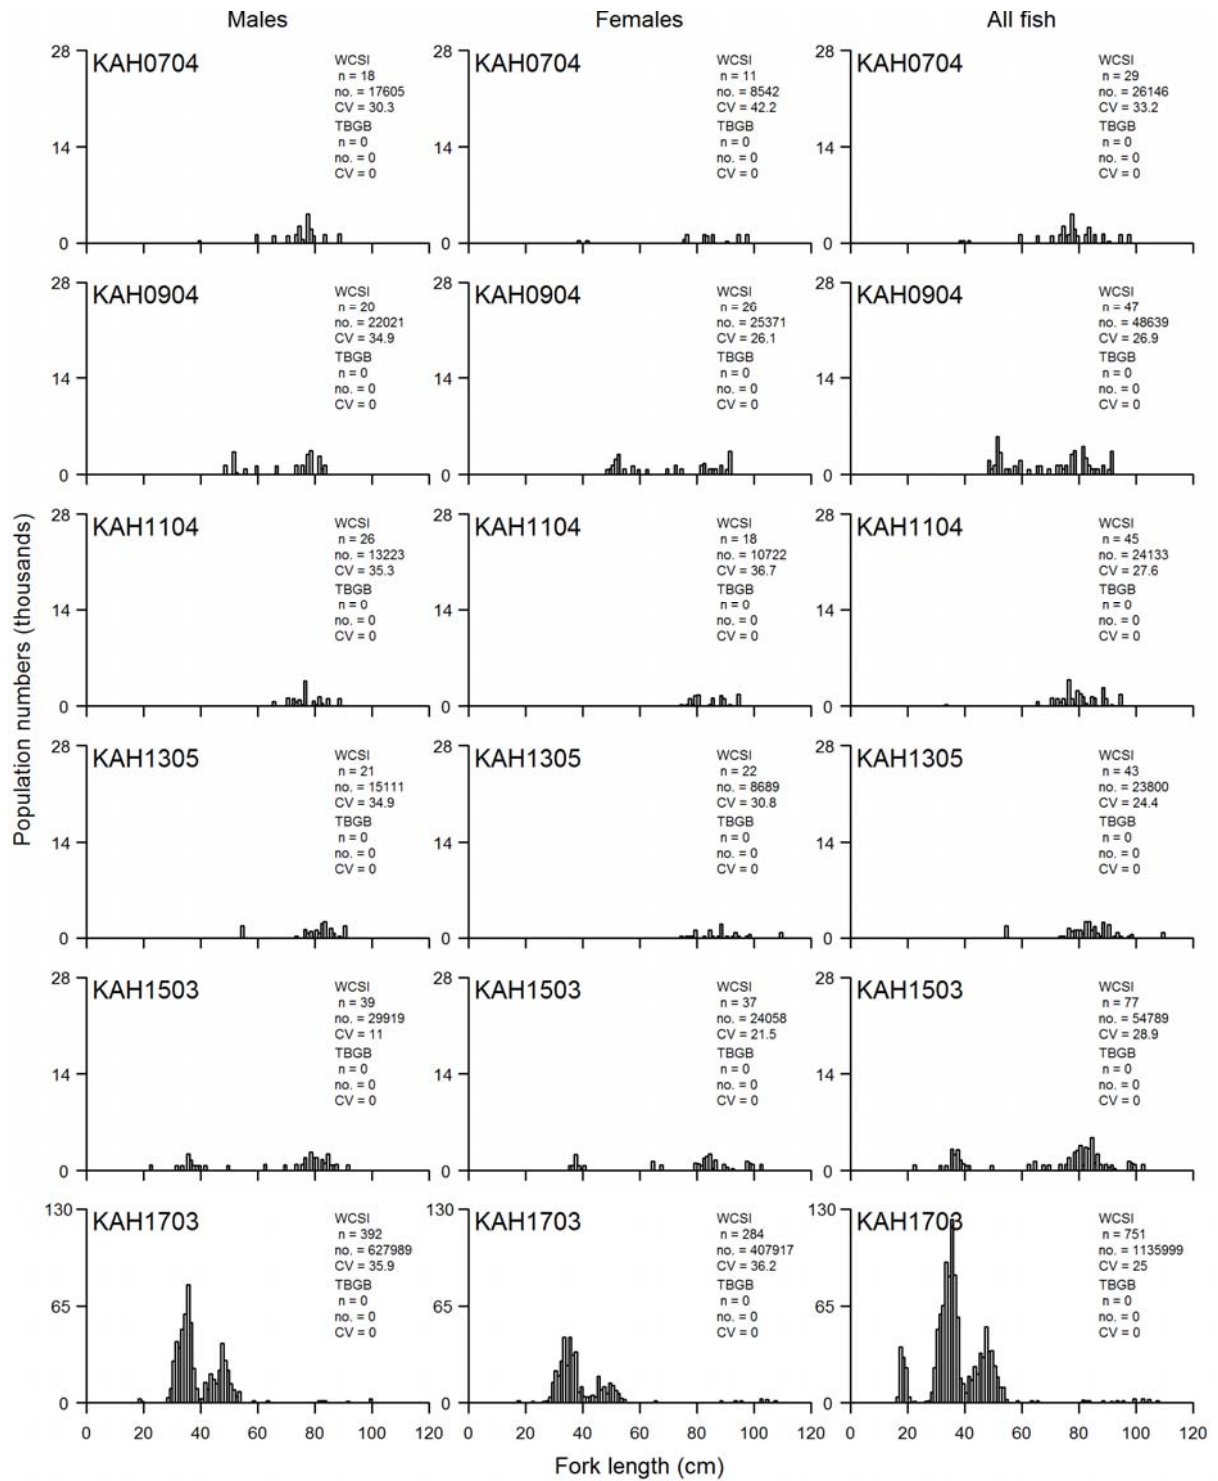 Males
Females
All fish
KAH0704
WCSI
n = 18
no. = 17605
CV = 30.3
TBGB
n = 0
no. = 0
CV = 0
28
14
0
KAH0704
WCSI
n = 11
no. = 8542
CV = 42.2
TBGB
n = 0
no. = 0
CV = 0
28
14
0
KAH0704
WCSI
n = 29
no. = 26146
CV = 33.2
TBGB
n = 0
no. = 0
CV = 0
28
14
0
KAH0904
WCSI
n = 20
no. = 22021
CV = 34.9
TBGB
n = 0
no. = 0
CV = 0
28
14
0
KAH0904
WCSI
n = 26
no. = 25371
CV = 26.1
TBGB
n = 0
no. = 0
CV = 0
28
14
0
KAH0904
WCSI
n = 47
no. = 48639
CV = 26.9
TBGB
n = 0
no. = 0
CV = 0
28
14
0
KAH1104
WCSI
n = 26
no. = 13223
CV = 35.3
TBGB
n = 0
no. = 0
CV = 0
28
14
0
KAH1104
WCSI
n = 18
no. = 10722
CV = 36.7
TBGB
n = 0
no. = 0
CV = 0
28
14
0
KAH1104
WCSI
n = 45
no. = 24133
CV = 27.6
TBGB
n = 0
no. = 0
CV = 0
28
14
0
KAH1305
WCSI
n = 21
no. = 15111
CV = 34.9
TBGB
n = 0
no. = 0
CV = 0
28
14
0
KAH1305
WCSI
n = 22
no. = 8689
CV = 30.8
TBGB
n = 0
no. = 0
CV = 0
28
14
0
KAH1305
WCSI
n = 43
no. = 23800
CV = 24.4
TBGB
n = 0
no. = 0
CV = 0
28
14
0
KAH1503
WCSI
n = 39
no. = 29919
CV = 11
TBGB
n = 0
no. = 0
CV = 0
28
14
0
KAH1503
WCSI
n = 37
no. = 24058
CV = 21.5
TBGB
n = 0
no. = 0
CV = 0
28
14
0
KAH1503
WCSI
n = 77
no. = 54789
CV = 28.9
TBGB
n = 0
no. = 0
CV = 0
28
14
0
KAH1703
WCSI
n = 392
no. = 627989
CV = 35.9
TBGB
n = 0
no. = 0
CV = 0
130
65
0
KAH1703
WCSI
n = 284
no. = 407917
CV = 36.2
TBGB
n = 0
no. = 0
CV = 0
130
65
0
KAH1703
WCSI
n = 751
no. = 1135999
CV = 25
TBGB
n = 0
no. = 0
CV = 0
130
65
0
0 20 40 60 80 100 120
0 20 40 60 80 100 120
0 20 40 60 80 100 120
Population numbers (thousands)
Fork length (cm)